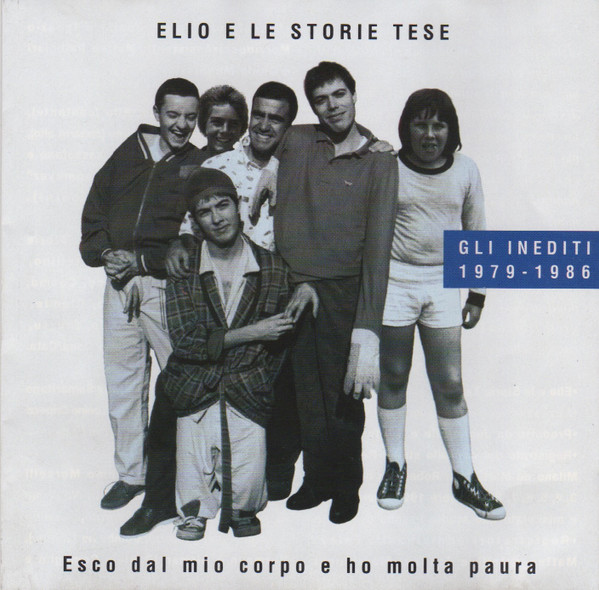 ELIO E LE STORIE TESE
GLI INEDITI
1979-1986
Esco dal mio corpo e ho molta paura